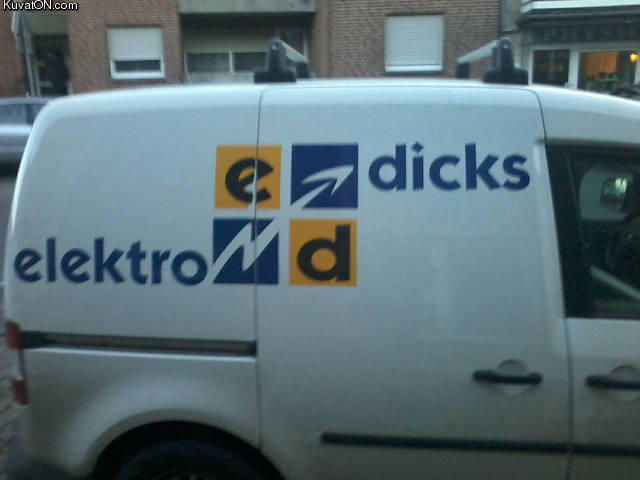 KuvatON.com
e dicks
elektro d